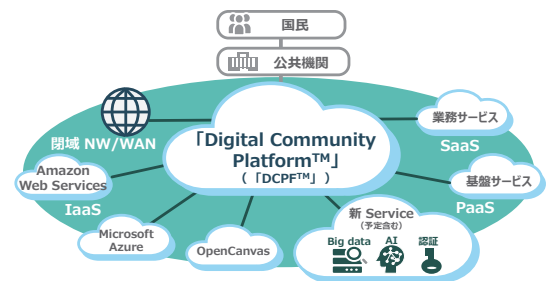 国民
公共機関
閉域 NW/WAN
「Digital Community
Platform™」
（「DCPF™」）
業務サービス
SaaS
Amazon
Web Services
IaaS
基盤サービス
PaaS
Microsoft
Azure
OpenCanvas
新 Service
（予定含む）
Big data AI 認証